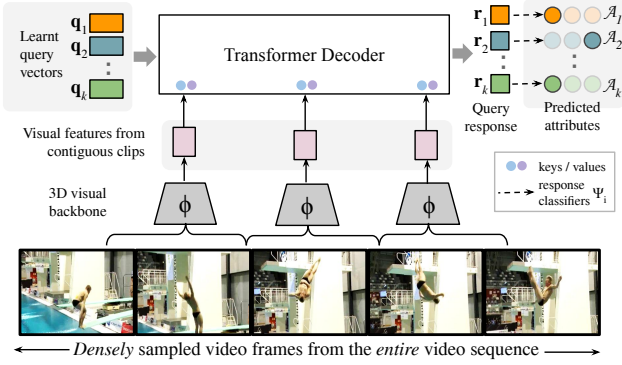 Learnt
query
vectors
q1
q2
qk
Transformer Decoder
r1
r2
rk
Query
response
A1
A2
Ak
Predicted
attributes
Visual features from
contiguous clips
keys / values
response
classifiers Ψi
3D visual
backbone
ϕ
ϕ
ϕ
Densely sampled video frames from the entire video sequence